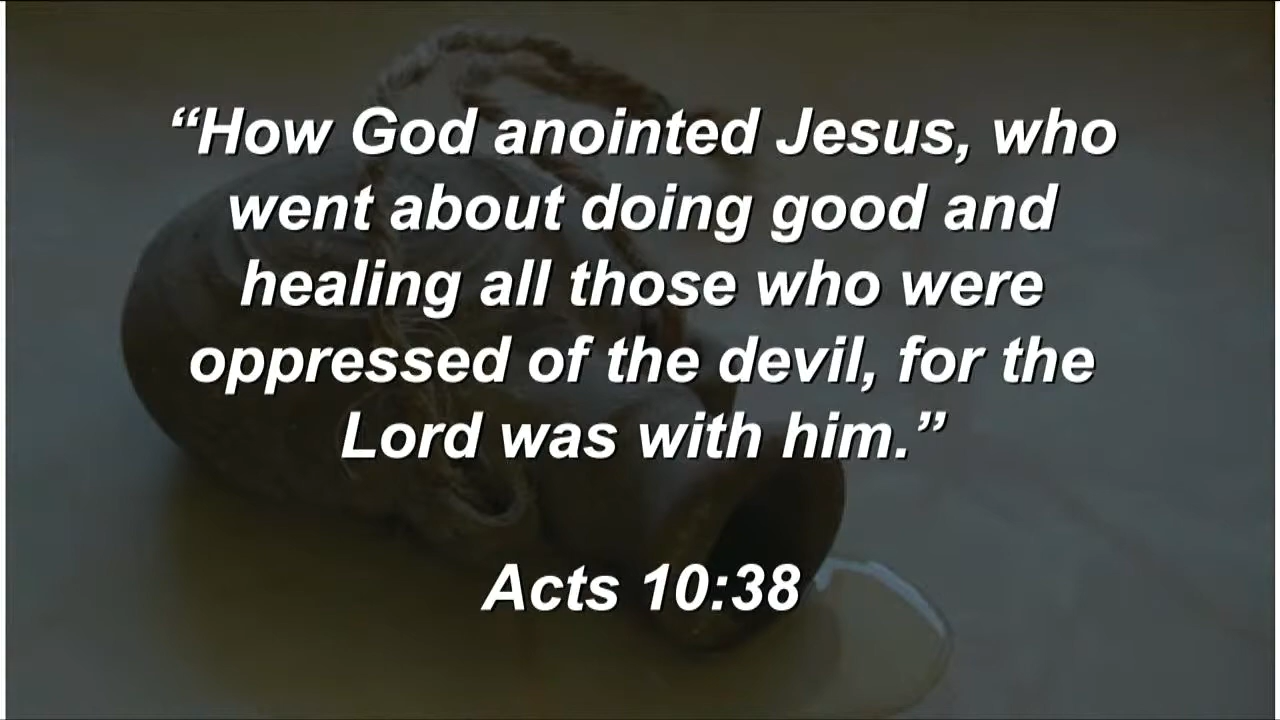 “How God anointed Jesus, who
went about doing good and
healing all those who were
oppressed of the devil, for the
Lord was with him.”
Acts 10:38